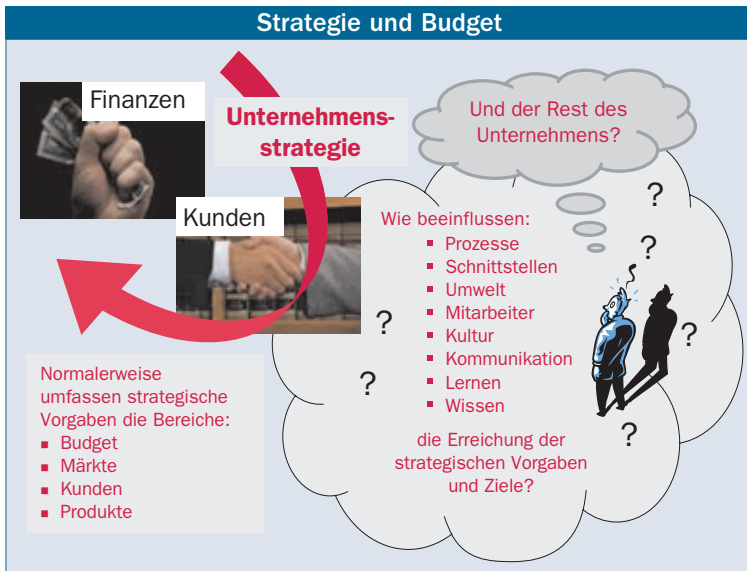 Strategie und Budget
Finanzen
Unternehmens-
strategie
Kunden
Und der Rest des
Unternehmens?
Wie beeinflussen:
▪ Prozesse
▪ Schnittstellen
▪ Umwelt
▪ Mitarbeiter
▪ Kultur
▪ Kommunikation
▪ Lernen
▪ Wissen
die Erreichung der
strategischen Vorgaben
und Ziele?
?
?
?
?
?
?
Normalerweise
umfassen strategische
Vorgaben die Bereiche:
▪ Budget
▪ Märkte
▪ Kunden
▪ Produkte